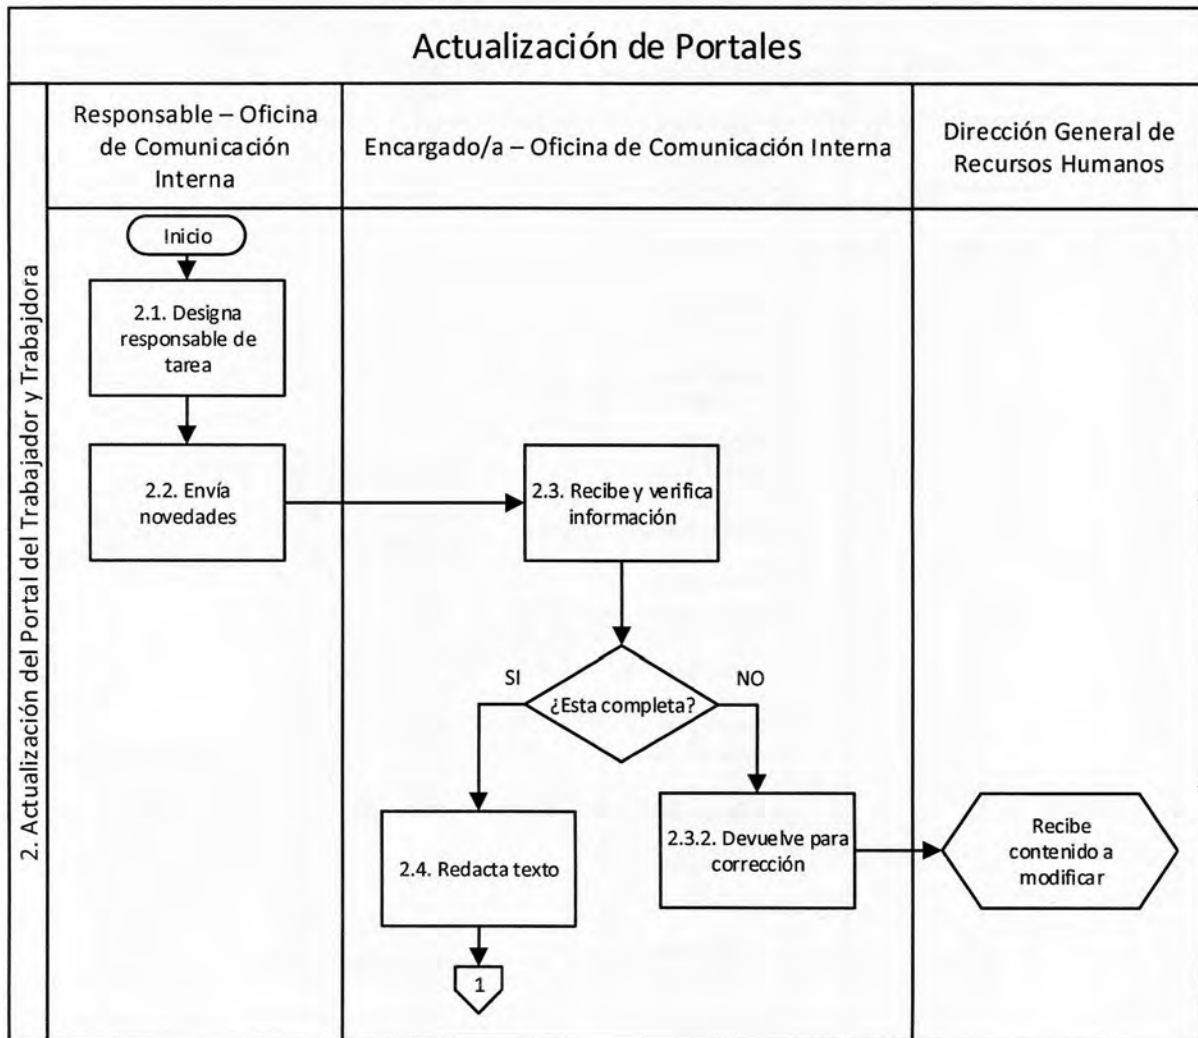 Actualización de Portales
Responsable – Oficina
de Comunicación
Interna
Encargado/a – Oficina de Comunicación Interna
Dirección General de
Recursos Humanos
2. Actualización del Portal del Trabajador y Trabajdora
Inicio
2.1. Designa
responsable de
tarea
2.2. Envía
novedades
2.3. Recibe y verifica
información
SI
¿Esta completa?
NO
2.4. Redacta texto
2.3.2. Devuelve para
corrección
Recibe
contenido a
modificar
1